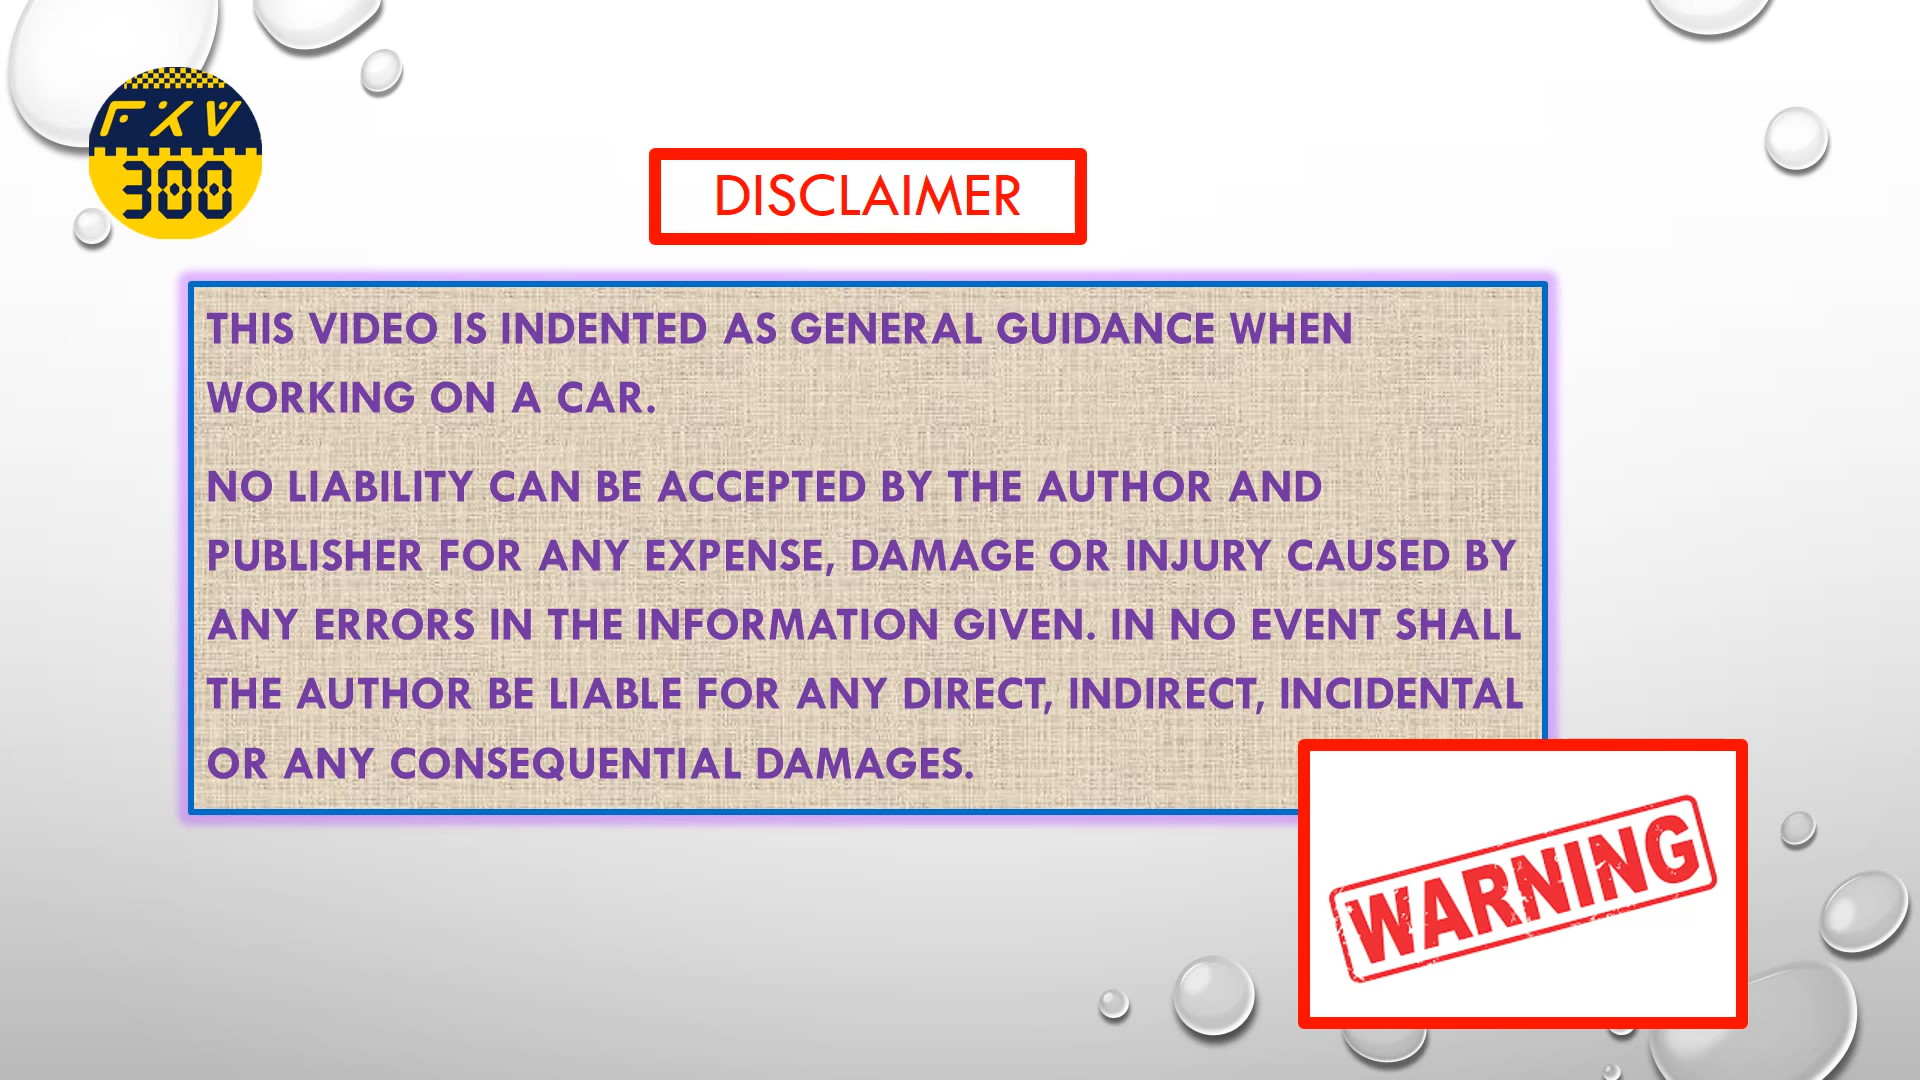 FXV
300
DISCLAIMER
THIS VIDEO IS INDENTED AS GENERAL GUIDANCE WHEN
WORKING ON A CAR.
NO LIABILITY CAN BE ACCEPTED BY THE AUTHOR AND
PUBLISHER FOR ANY EXPENSE, DAMAGE OR INJURY CAUSED BY
ANY ERRORS IN THE INFORMATION GIVEN. IN NO EVENT SHALL
THE AUTHOR BE LIABLE FOR ANY DIRECT, INDIRECT, INCIDENTAL
OR ANY CONSEQUENTIAL DAMAGES.
WARNING